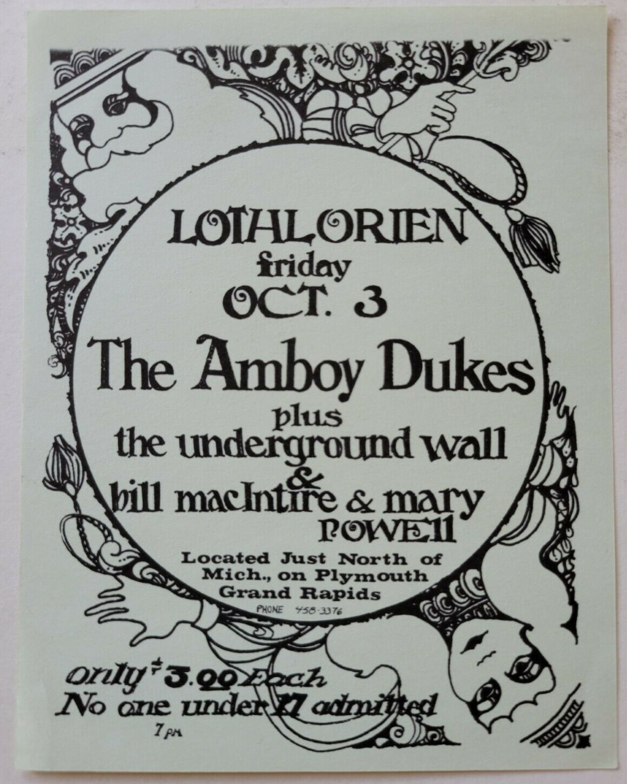 LOTHLORIEN
friday
OCT. 3
The Amboy Dukes
plus
the underground wall
&
bill macIntire & mary
POWEll
Located Just North of
Mich., on Plymouth
Grand Rapids
PHONE 458-3376
only $3.00 Each
No one under 17 admitted
7 PM